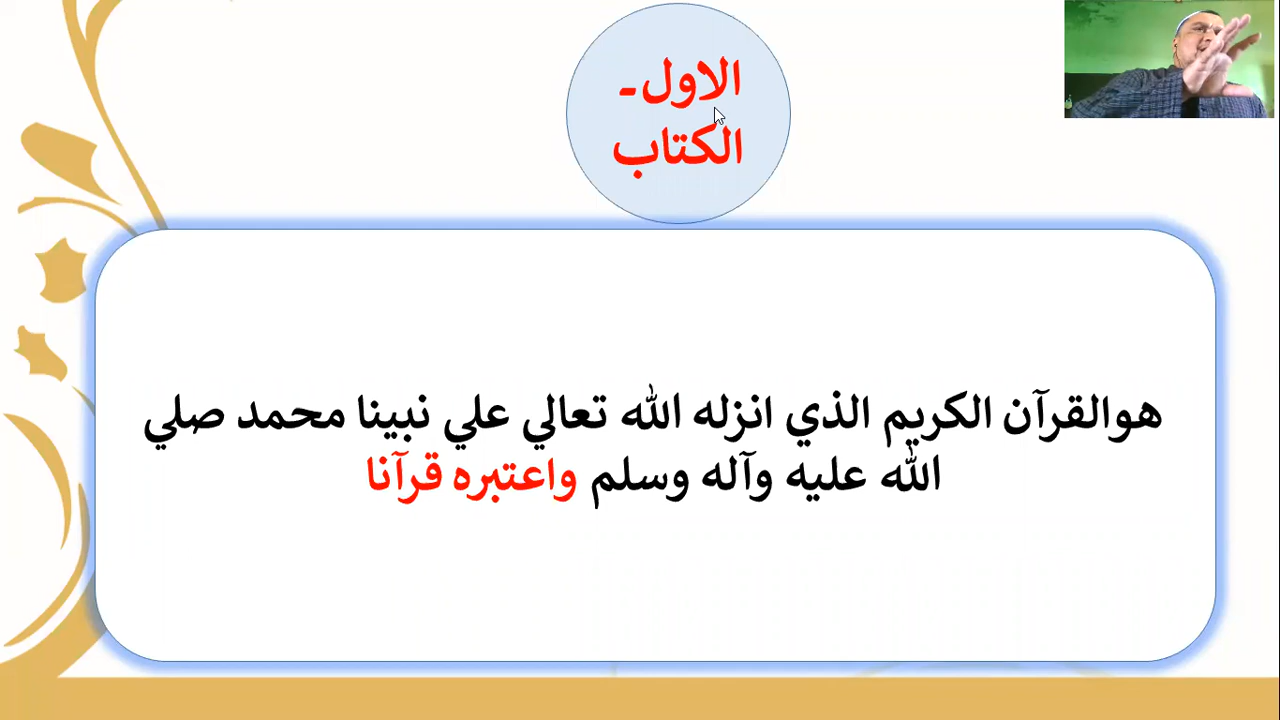 الاول-
الكتاب
هوالقرآن الكريم الذي انزله الله تعالي علي نبينا محمد صلي
الله عليه وآله وسلم واعتبره قرآنا